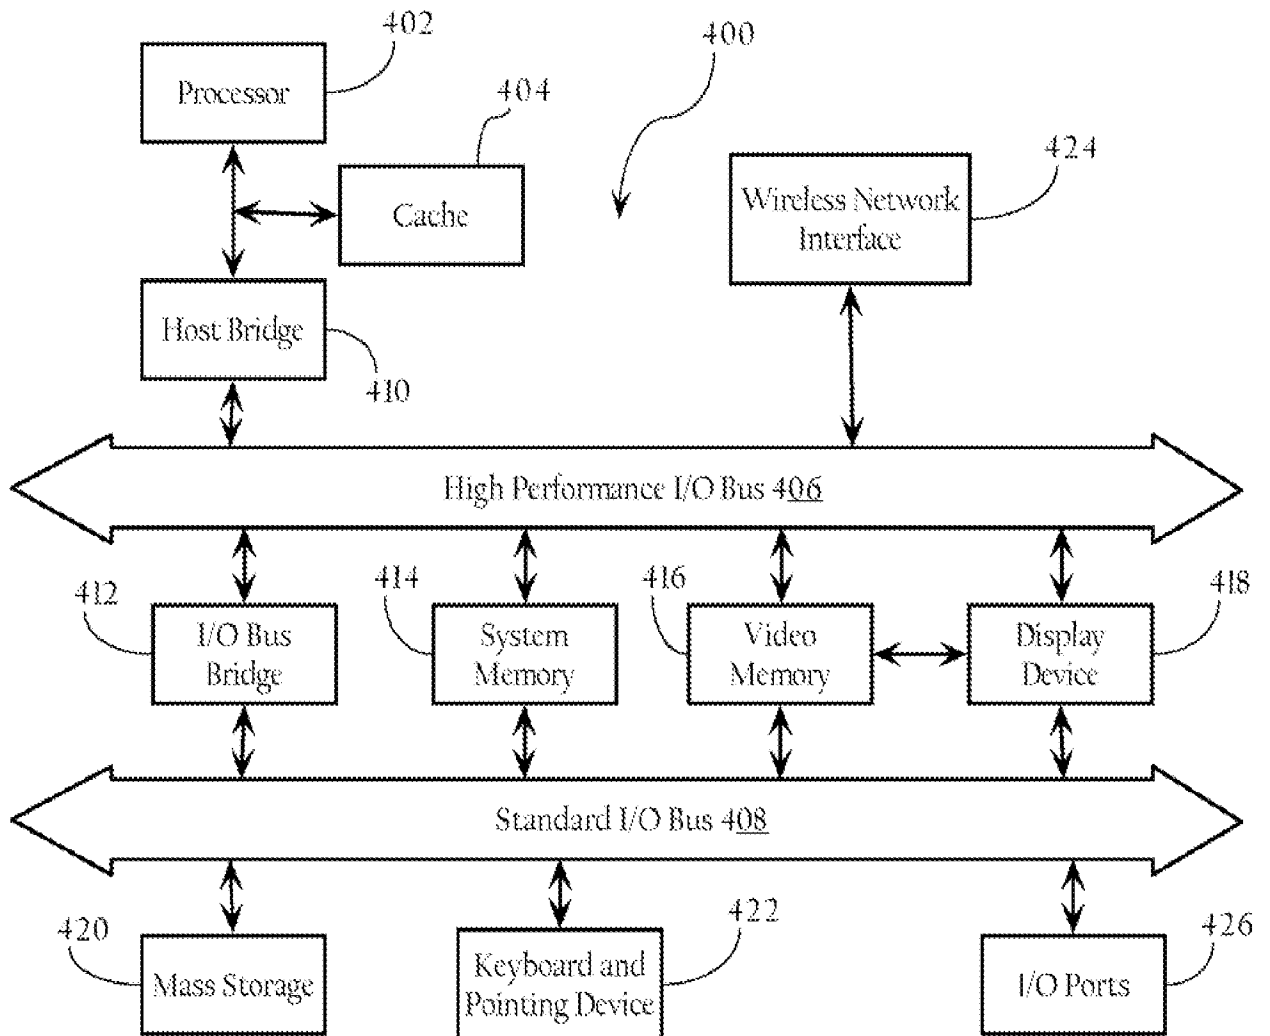 402
400
Processor
404
424
Cache
Wireless Network
Interface
Host Bridge
410
High Performance I/O Bus 406
412
414
416
418
I/O Bus
Bridge
System
Memory
Video
Memory
Display
Device
Standard I/O Bus 408
420
422
426
Mass Storage
Keyboard and
Pointing Device
I/O Ports